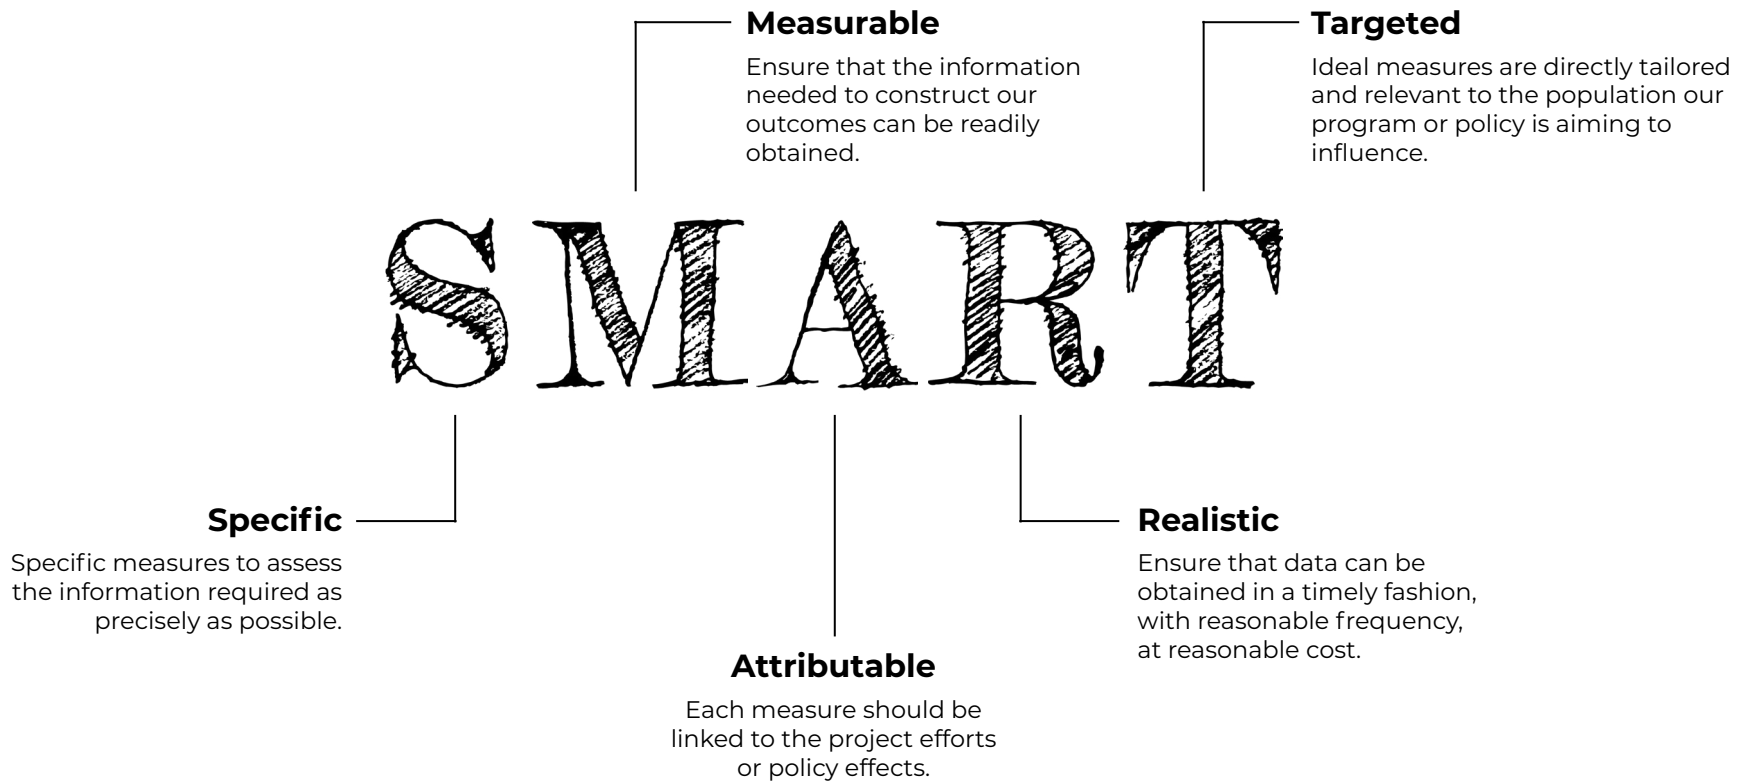 Measurable
Ensure that the information
needed to construct our
outcomes can be readily
obtained.
Targeted
Ideal measures are directly tailored
and relevant to the population our
program or policy is aiming to
influence.
SMART
Specific
Specific measures to assess
the information required as
precisely as possible.
Attributable
Each measure should be
linked to the project efforts
or policy effects.
Realistic
Ensure that data can be
obtained in a timely fashion,
with reasonable frequency,
at reasonable cost.